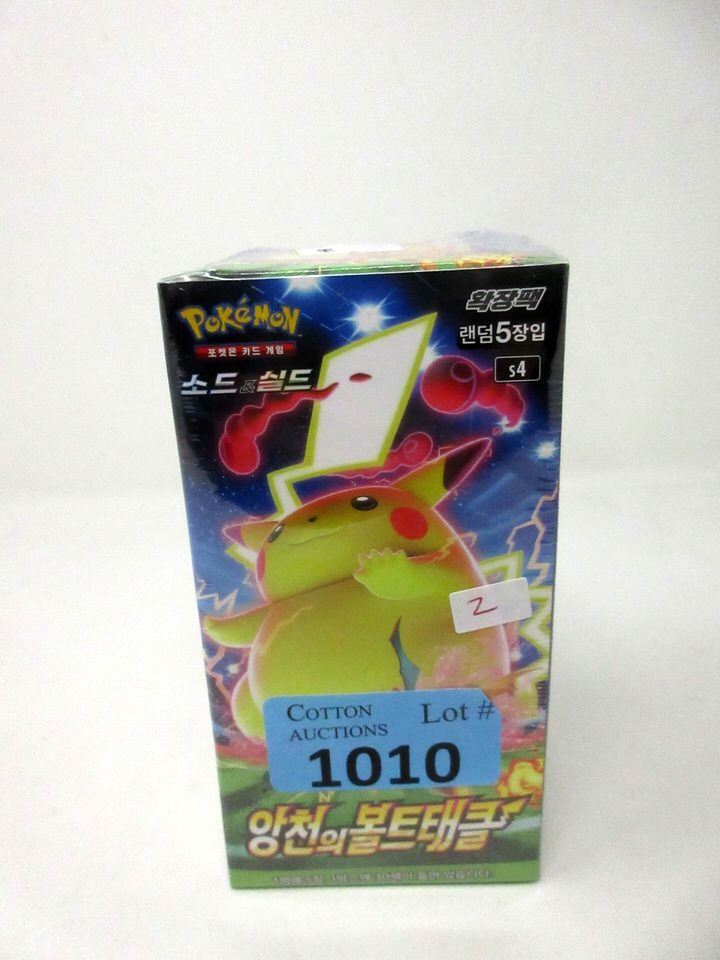 POKéMON
포켓몬 카드 게임
소드 & 실드
확장팩
랜덤5장입
s4
Z
COTTON AUCTIONS
Lot #
1010
앙천의 볼트태클